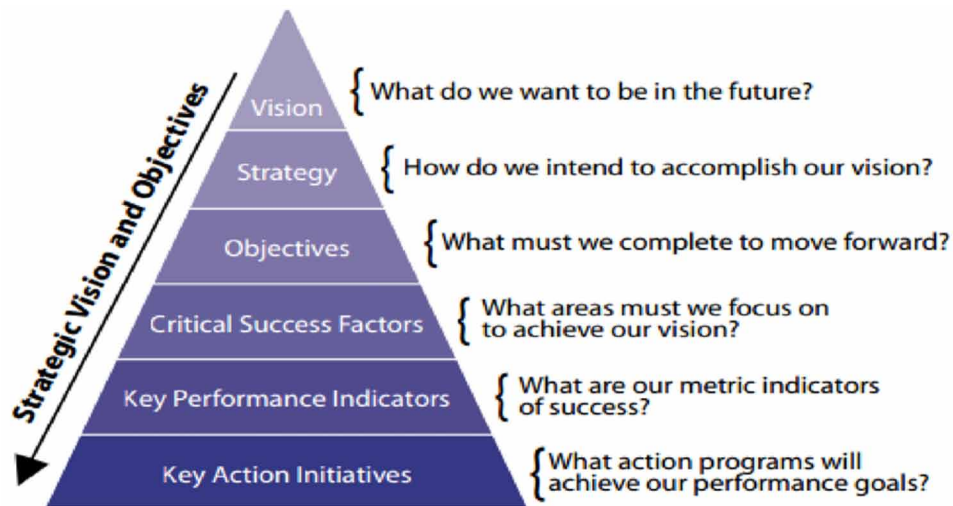 Strategic Vision and Objectives
Vision
What do we want to be in the future?
Strategy
How do we intend to accomplish our vision?
Objectives
What must we complete to move forward?
Critical Success Factors
What areas must we focus on
to achieve our vision?
Key Performance Indicators
What are our metric indicators
of success?
Key Action Initiatives
What action programs will
achieve our performance goals?